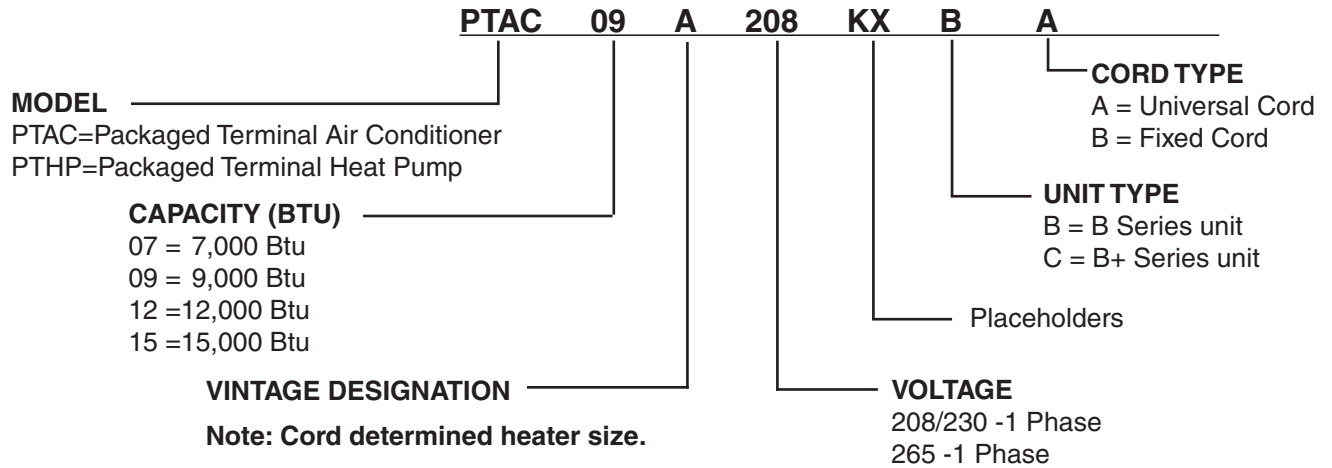 PTAC 09 A 208 KX B A
CORD TYPE
A = Universal Cord
B = Fixed Cord
MODEL
PTAC=Packaged Terminal Air Conditioner
PTHP=Packaged Terminal Heat Pump
UNIT TYPE
B = B Series unit
C = B+ Series unit
CAPACITY (BTU)
07 = 7,000 Btu
09 = 9,000 Btu
12 =12,000 Btu
15 =15,000 Btu
Placeholders
VINTAGE DESIGNATION
Note: Cord determined heater size.
VOLTAGE
208/230 -1 Phase
265 -1 Phase